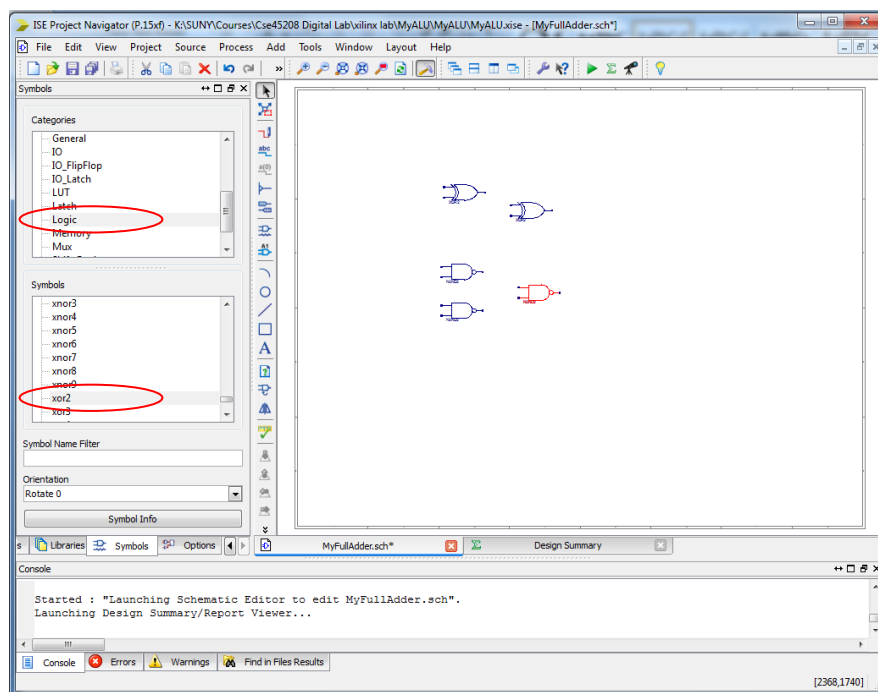 ISE Project Navigator (P.15xf) - K:\SUNY\Courses\Cse45208 Digital Lab\xilinx lab\MyALU\MyALU\MyALU.xise - [MyFullAdder.sch*]
File Edit View Project Source Process Add Tools Window Layout Help
Symbols
Categories
General
IO
IO_FlipFlop
IO_Latch
LUT
Latch
Logic
Memory
Mux
Symbols
xnor3
xnor4
xnor5
xnor6
xnor7
xnor8
xnor9
xor2
xor3
Symbol Name Filter
Orientation
Rotate 0
Symbol Info
s Libraries Symbols Options
MyFullAdder.sch* Design Summary
Console
Started : "Launching Schematic Editor to edit MyFullAdder.sch".
Launching Design Summary/Report Viewer...
Console Errors Warnings Find in Files Results
[2368,1740]